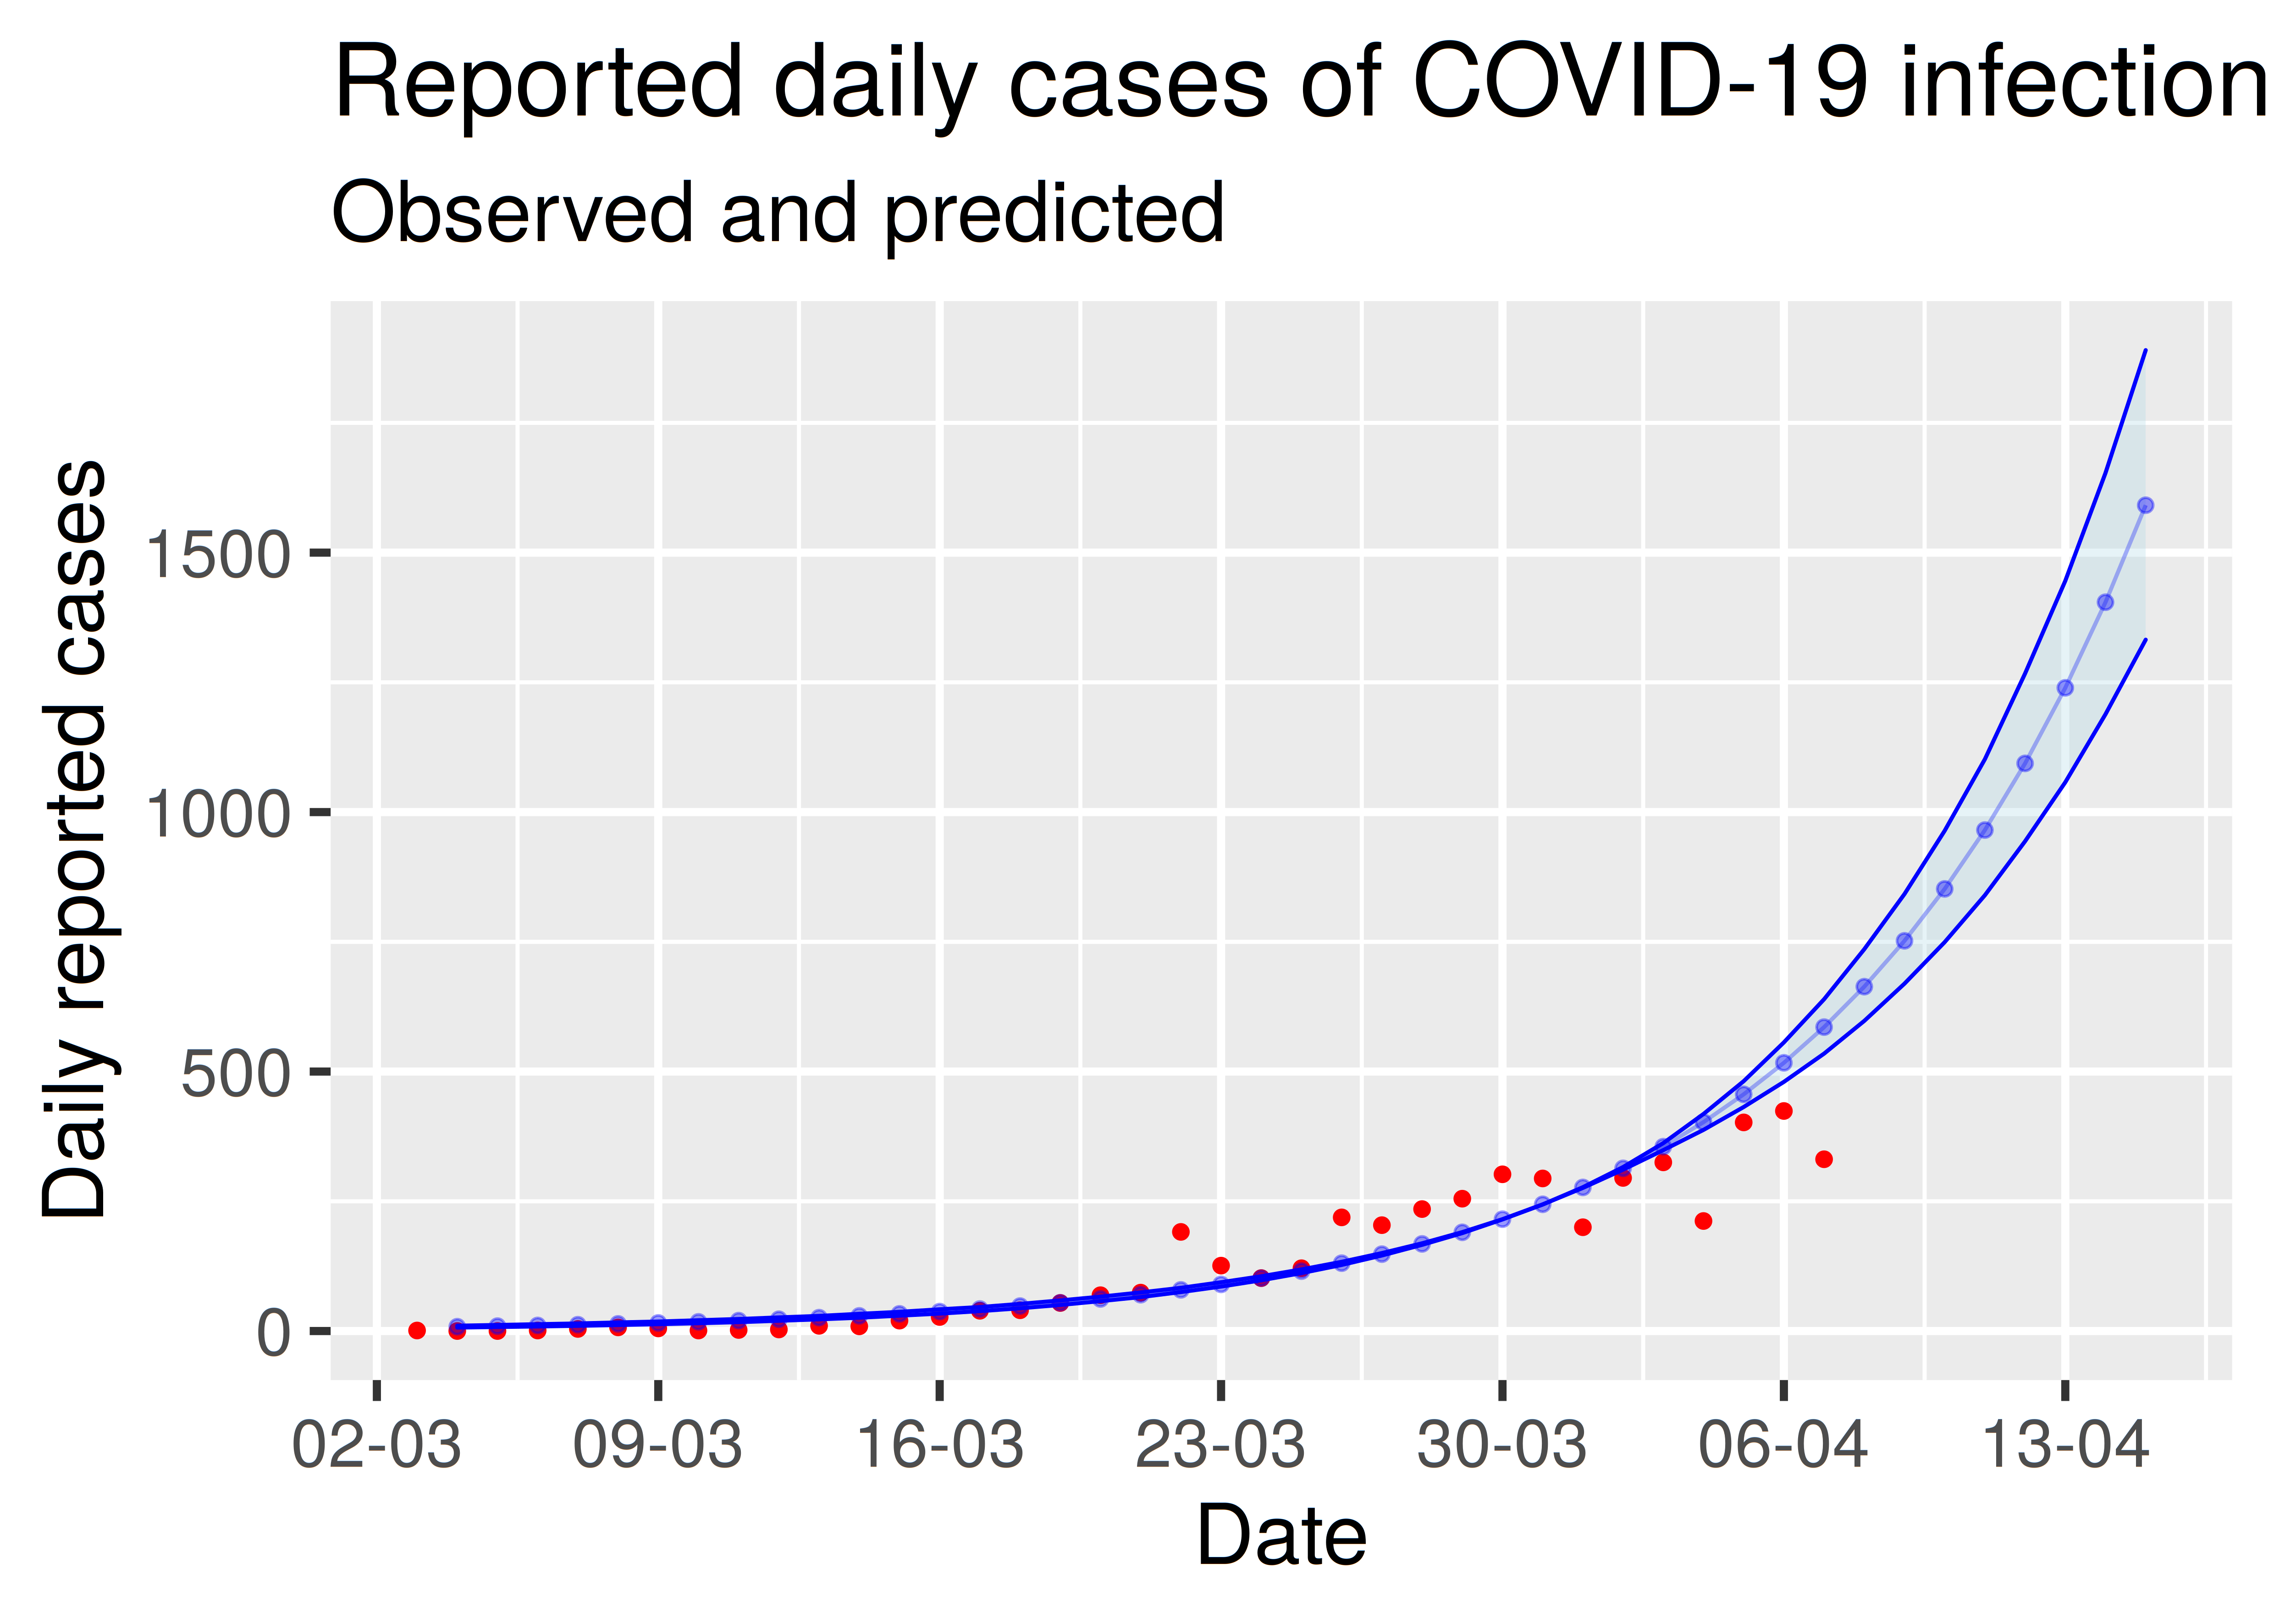 Reported daily cases of COVID-19 infection
Observed and predicted
Daily reported cases
1500
1000
500
0
02-03 09-03 16-03 23-03 30-03 06-04 13-04
Date